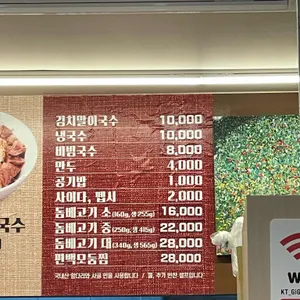 김치말이국수 10,000
냉국수 10,000
비빔국수 8,000
만두 4,000
공기밥 1,000
사이다, 펩시 2,000
돔베고기 소 (160g, 생 255g) 16,000
돔베고기 중 (250g, 생 415g) 22,000
돔베고기 대 (340g, 생 565g) 28,000
편백모둠찜 28,000
국수
W
KT_GIG